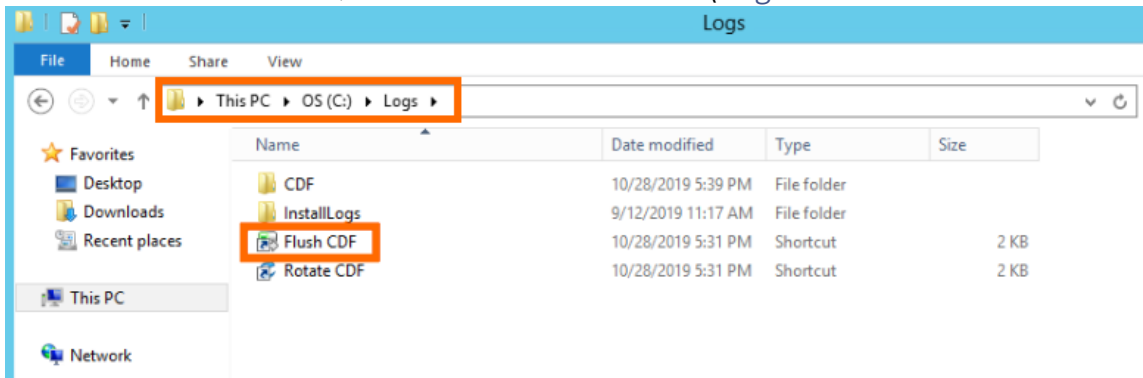 Logs
File Home Share View
This PC OS (C:) Logs
Name Date modified Type Size
Favorites
Desktop
Downloads
Recent places
This PC
Network
CDF 10/28/2019 5:39 PM File folder
InstallLogs 9/12/2019 11:17 AM File folder
Flush CDF 10/28/2019 5:31 PM Shortcut 2 KB
Rotate CDF 10/28/2019 5:31 PM Shortcut 2 KB